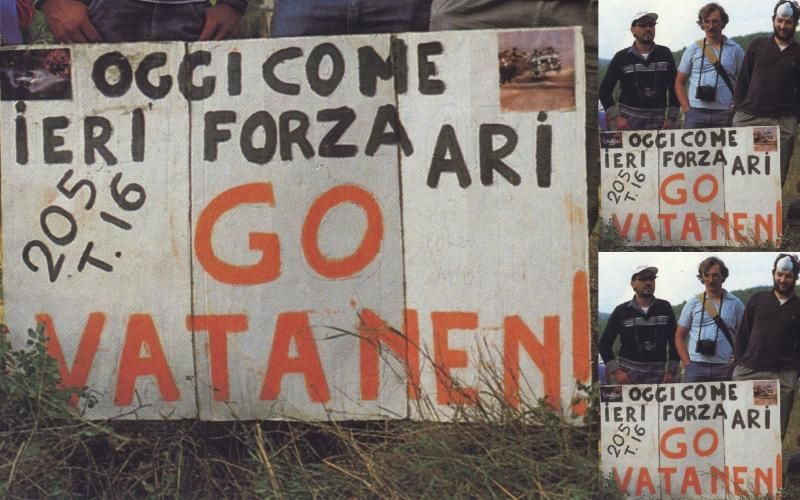 OGGI COME
iERi FORZA ARi
205 T.16
GO
VATANEN!
OGGI COME
iERi FORZA ARi
205 T.16
GO
VATANEN!
OGGI COME
iERi FORZA ARi
205 T.16
GO
VATANEN!